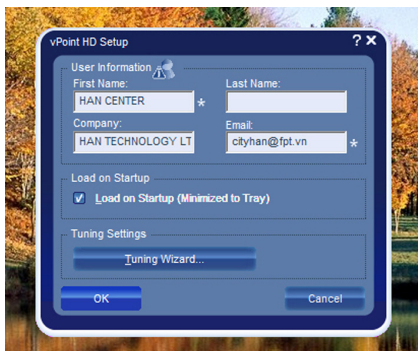 vPoint HD Setup ? ×
User Information
First Name: Last Name:
HAN CENTER *
Company: Email:
HAN TECHNOLOGY LT cityhan@fpt.vn *
Load on Startup
Load on Startup (Minimized to Tray)
Tuning Settings
Tuning Wizard...
OK Cancel